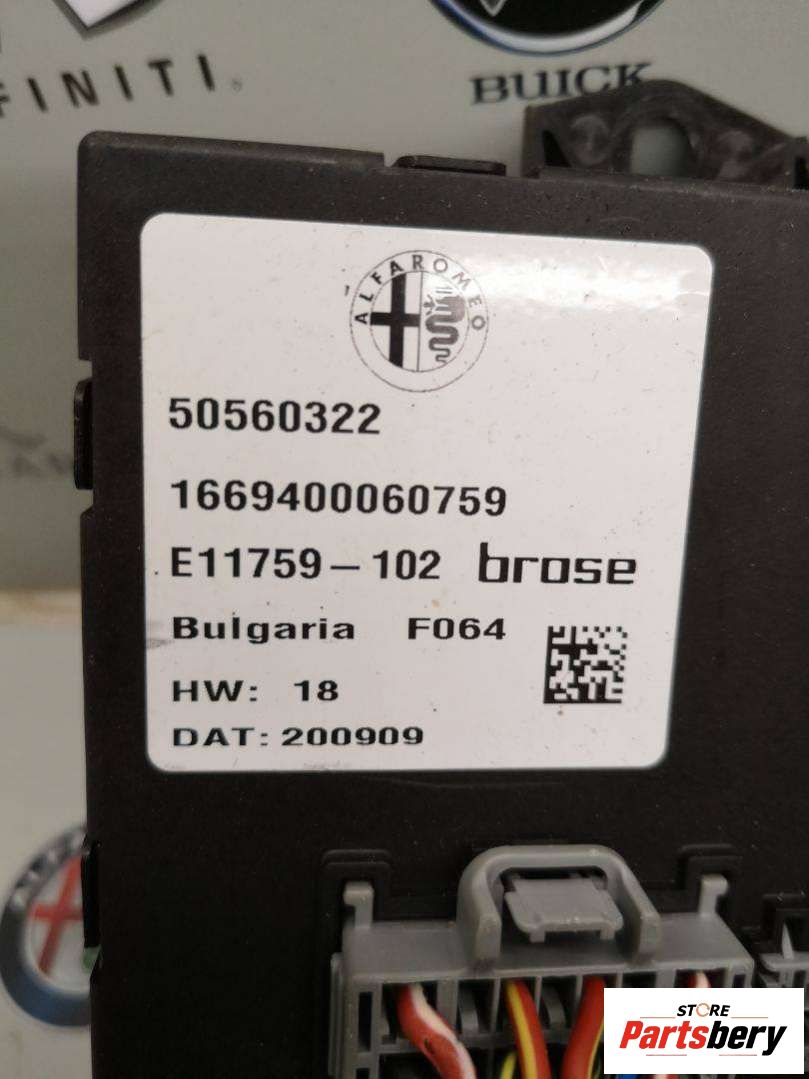 FINITI
BUICK
ALFA ROMEO
50560322
1669400060759
E11759-102 brose
Bulgaria F064
HW: 18
DAT: 200909
STORE
Partsbery